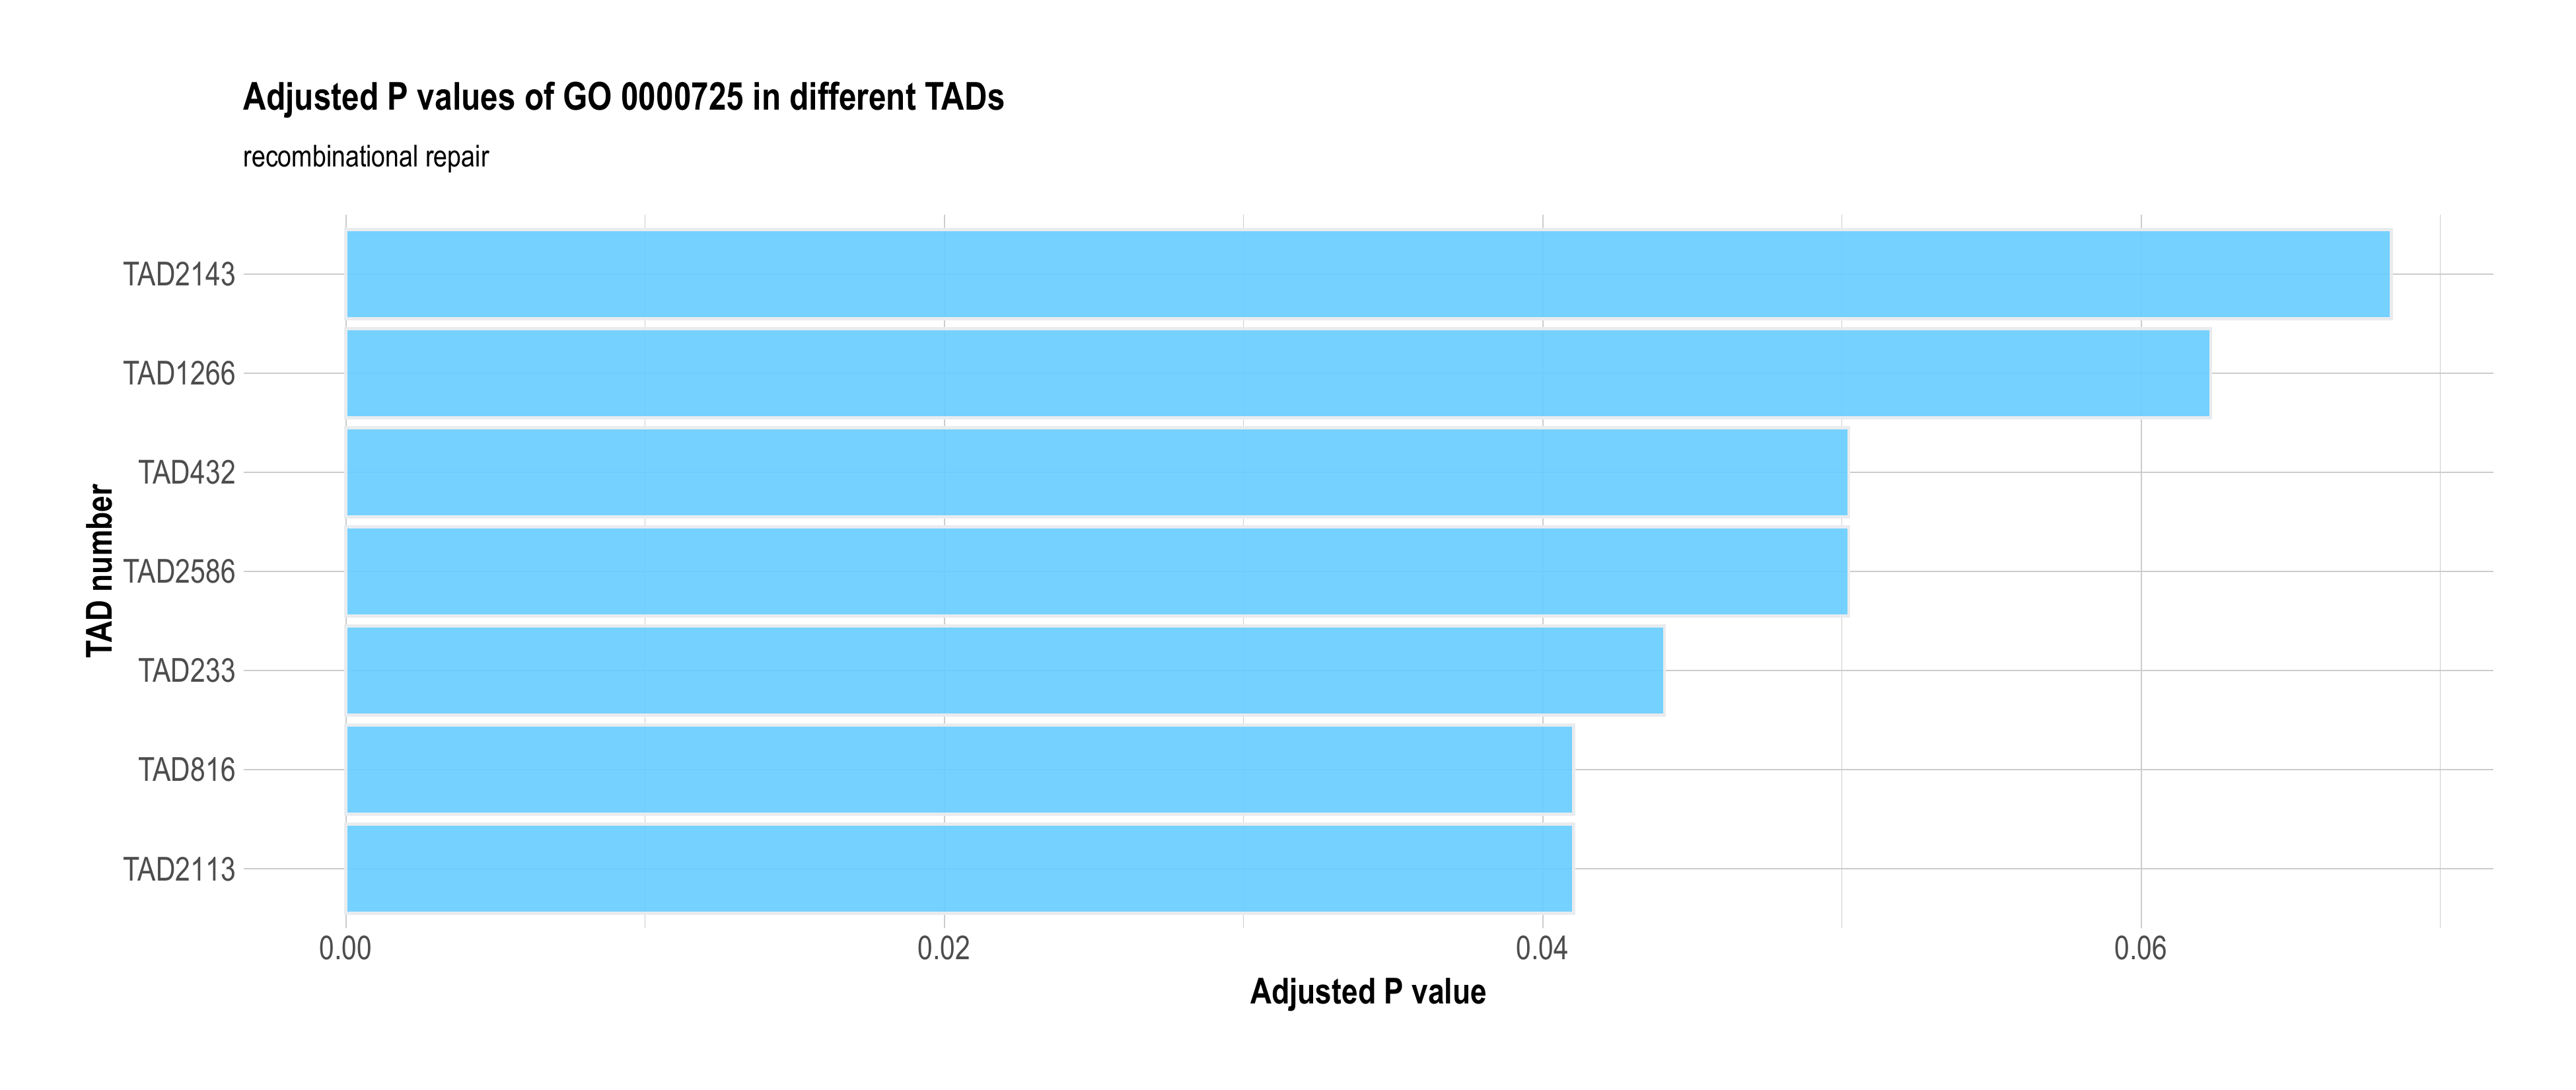 Adjusted P values of GO 0000725 in different TADs
recombinational repair
TAD number
TAD2143
TAD1266
TAD432
TAD2586
TAD233
TAD816
TAD2113
0.00 0.02 0.04 0.06
Adjusted P value